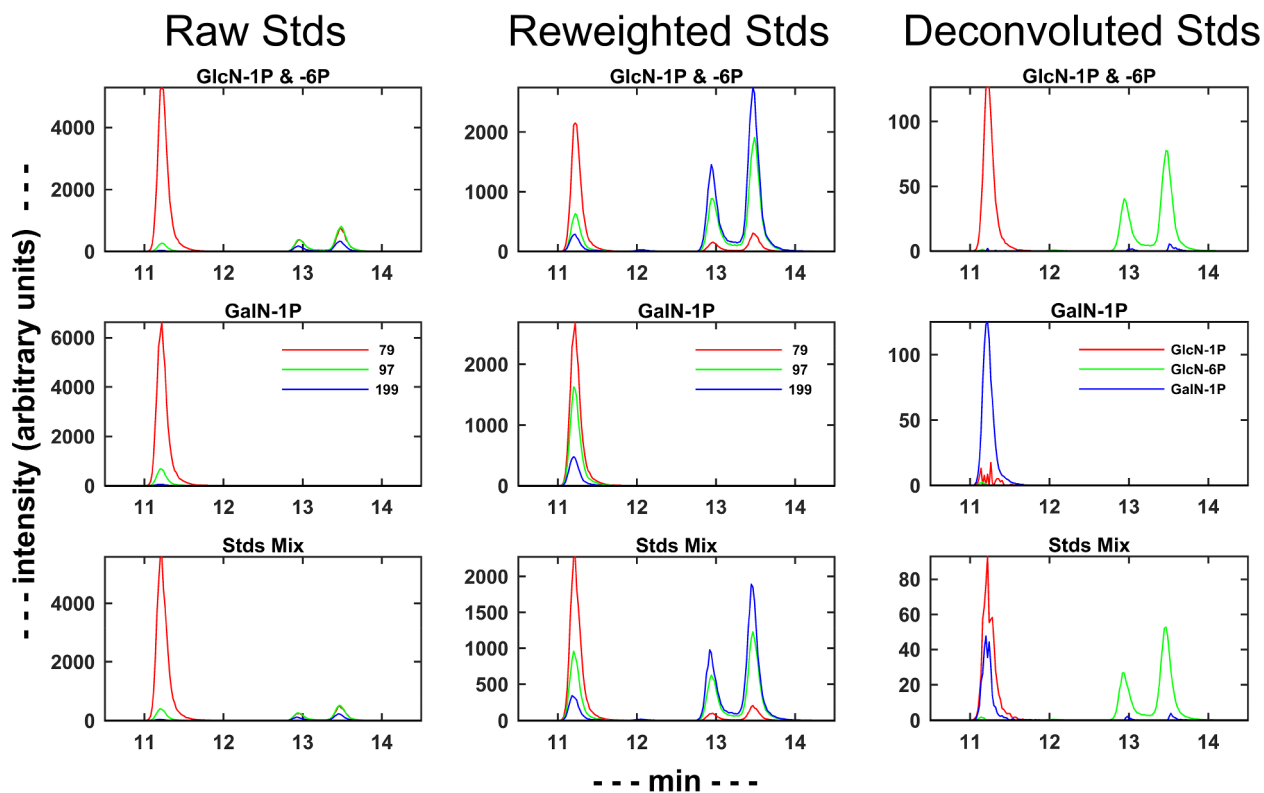 Raw Stds
Reweighted Stds
Deconvoluted Stds
- - - intensity (arbitrary units) - - -
GlcN-1P & -6P
4000
2000
0
11 12 13 14
GlcN-1P & -6P
2000
1000
0
11 12 13 14
GlcN-1P & -6P
100
50
0
11 12 13 14
GalN-1P
6000
4000
2000
0
79
97
199
11 12 13 14
GalN-1P
2000
1000
0
79
97
199
11 12 13 14
GalN-1P
100
50
0
GlcN-1P
GlcN-6P
GalN-1P
11 12 13 14
Stds Mix
4000
2000
0
11 12 13 14
Stds Mix
2000
1500
1000
500
0
11 12 13 14
Stds Mix
80
60
40
20
0
11 12 13 14
- - - min - - -